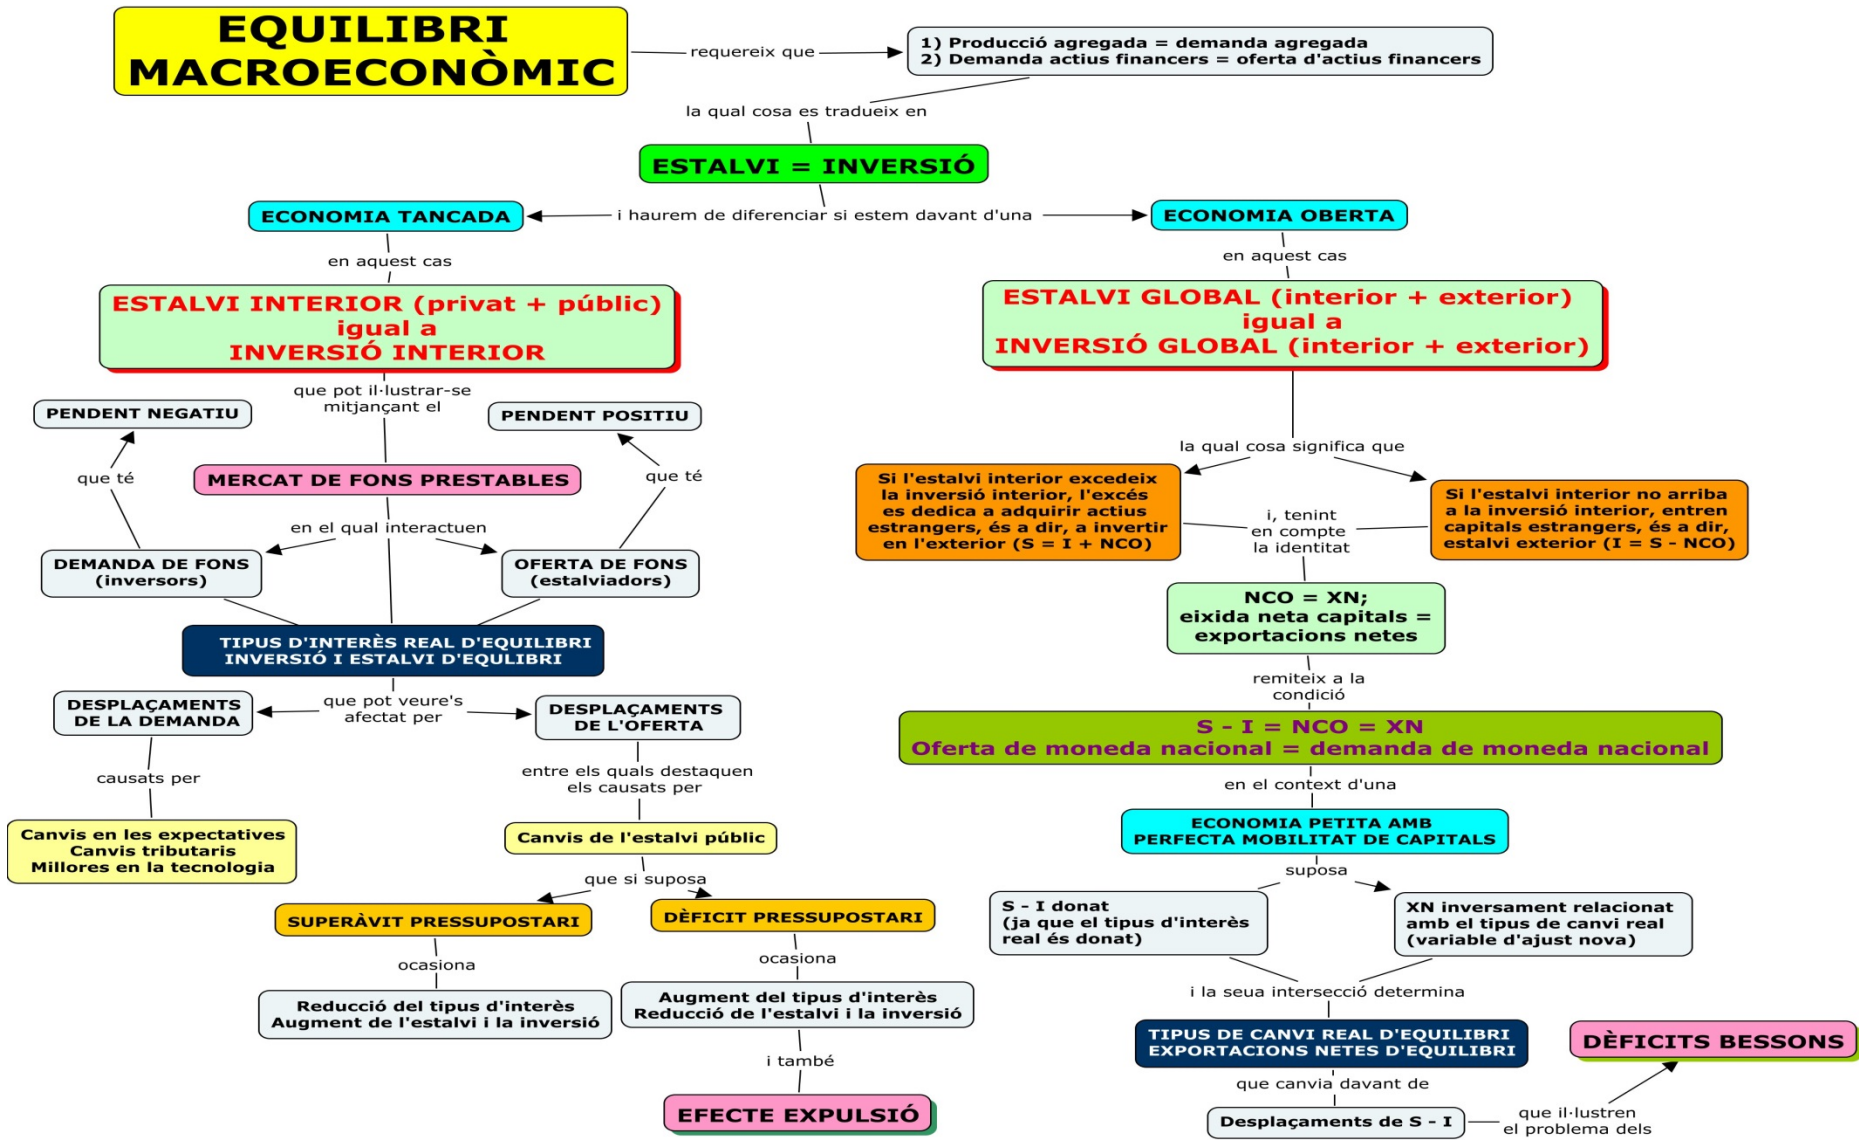 EQUILIBRI
MACROECONÒMIC
requereix que
1) Producció agregada = demanda agregada
2) Demanda actius financers = oferta d'actius financers
la qual cosa es tradueix en
ESTALVI = INVERSIÓ
i haurem de diferenciar si estem davant d'una
ECONOMIA TANCADA
en aquest cas
ESTALVI INTERIOR (privat + públic)
igual a
INVERSIÓ INTERIOR
que pot il·lustrar-se
mitjançant el
MERCAT DE FONS PRESTABLES
en el qual interactuen
DEMANDA DE FONS
(inversors)
que té
PENDENT NEGATIU
OFERTA DE FONS
(estalviadors)
que té
PENDENT POSITIU
TIPUS D'INTERÈS REAL D'EQUILIBRI
INVERSIÓ I ESTALVI D'EQULIBRI
que pot veure's
afectat per
DESPLAÇAMENTS
DE LA DEMANDA
causats per
Canvis en les expectatives
Canvis tributaris
Millores en la tecnologia
DESPLAÇAMENTS
DE L'OFERTA
entre els quals destaquen
els causats per
Canvis de l'estalvi públic
que si suposa
SUPERÀVIT PRESSUPOSTARI
ocasiona
Reducció del tipus d'interès
Augment de l'estalvi i la inversió
DÈFICIT PRESSUPOSTARI
ocasiona
Augment del tipus d'interès
Reducció de l'estalvi i la inversió
i també
EFECTE EXPULSIÓ
ECONOMIA OBERTA
en aquest cas
ESTALVI GLOBAL (interior + exterior)
igual a
INVERSIÓ GLOBAL (interior + exterior)
la qual cosa significa que
Si l'estalvi interior excedeix
la inversió interior, l'excés
es dedica a adquirir actius
estrangers, és a dir, a invertir
en l'exterior (S = I + NCO)
Si l'estalvi interior no arriba
a la inversió interior, entren
capitals estrangers, és a dir,
estalvi exterior (I = S - NCO)
i, tenint
en compte
la identitat
NCO = XN;
eixida neta capitals =
exportacions netes
remiteix a la
condició
S - I = NCO = XN
Oferta de moneda nacional = demanda de moneda nacional
en el context d'una
ECONOMIA PETITA AMB
PERFECTA MOBILITAT DE CAPITALS
suposa
S - I donat
(ja que el tipus d'interès
real és donat)
XN inversament relacionat
amb el tipus de canvi real
(variable d'ajust nova)
i la seua intersecció determina
TIPUS DE CANVI REAL D'EQUILIBRI
EXPORTACIONS NETES D'EQUILIBRI
que canvia davant de
Desplaçaments de S - I
que il·lustren
el problema dels
DÈFICITS BESSONS